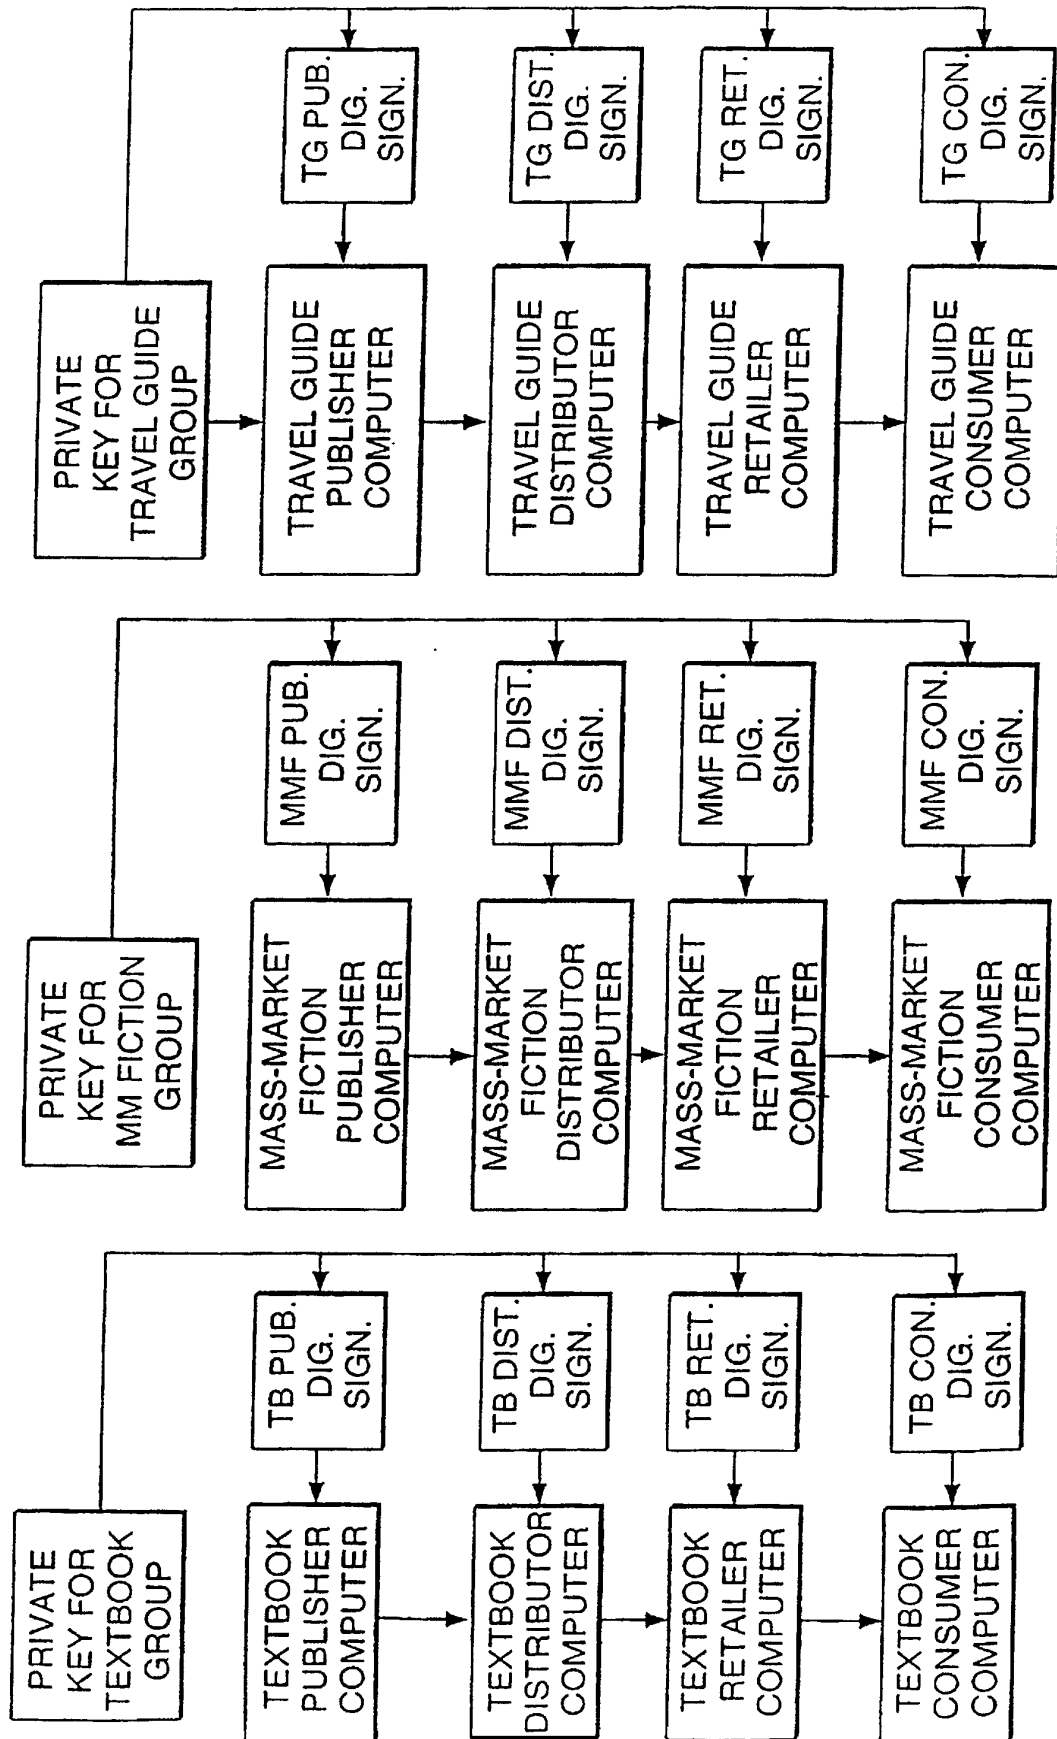 PRIVATE
KEY FOR
TEXTBOOK
GROUP
TEXTBOOK
PUBLISHER
COMPUTER
TB PUB.
DIG.
SIGN.
TEXTBOOK
DISTRIBUTOR
COMPUTER
TB DIST.
DIG.
SIGN.
TEXTBOOK
RETAILER
COMPUTER
TB RET.
DIG.
SIGN.
TEXTBOOK
CONSUMER
COMPUTER
TB CON.
DIG.
SIGN.
PRIVATE
KEY FOR
MM FICTION
GROUP
MASS-MARKET
FICTION
PUBLISHER
COMPUTER
MMF PUB.
DIG.
SIGN.
MASS-MARKET
FICTION
DISTRIBUTOR
COMPUTER
MMF DIST.
DIG.
SIGN.
MASS-MARKET
FICTION
RETAILER
COMPUTER
MMF RET.
DIG.
SIGN.
MASS-MARKET
FICTION
CONSUMER
COMPUTER
MMF CON.
DIG.
SIGN.
PRIVATE
KEY FOR
TRAVEL GUIDE
GROUP
TRAVEL GUIDE
PUBLISHER
COMPUTER
TG PUB.
DIG.
SIGN.
TRAVEL GUIDE
DISTRIBUTOR
COMPUTER
TG DIST.
DIG.
SIGN.
TRAVEL GUIDE
RETAILER
COMPUTER
TG RET.
DIG.
SIGN.
TRAVEL GUIDE
CONSUMER
COMPUTER
TG CON.
DIG.
SIGN.